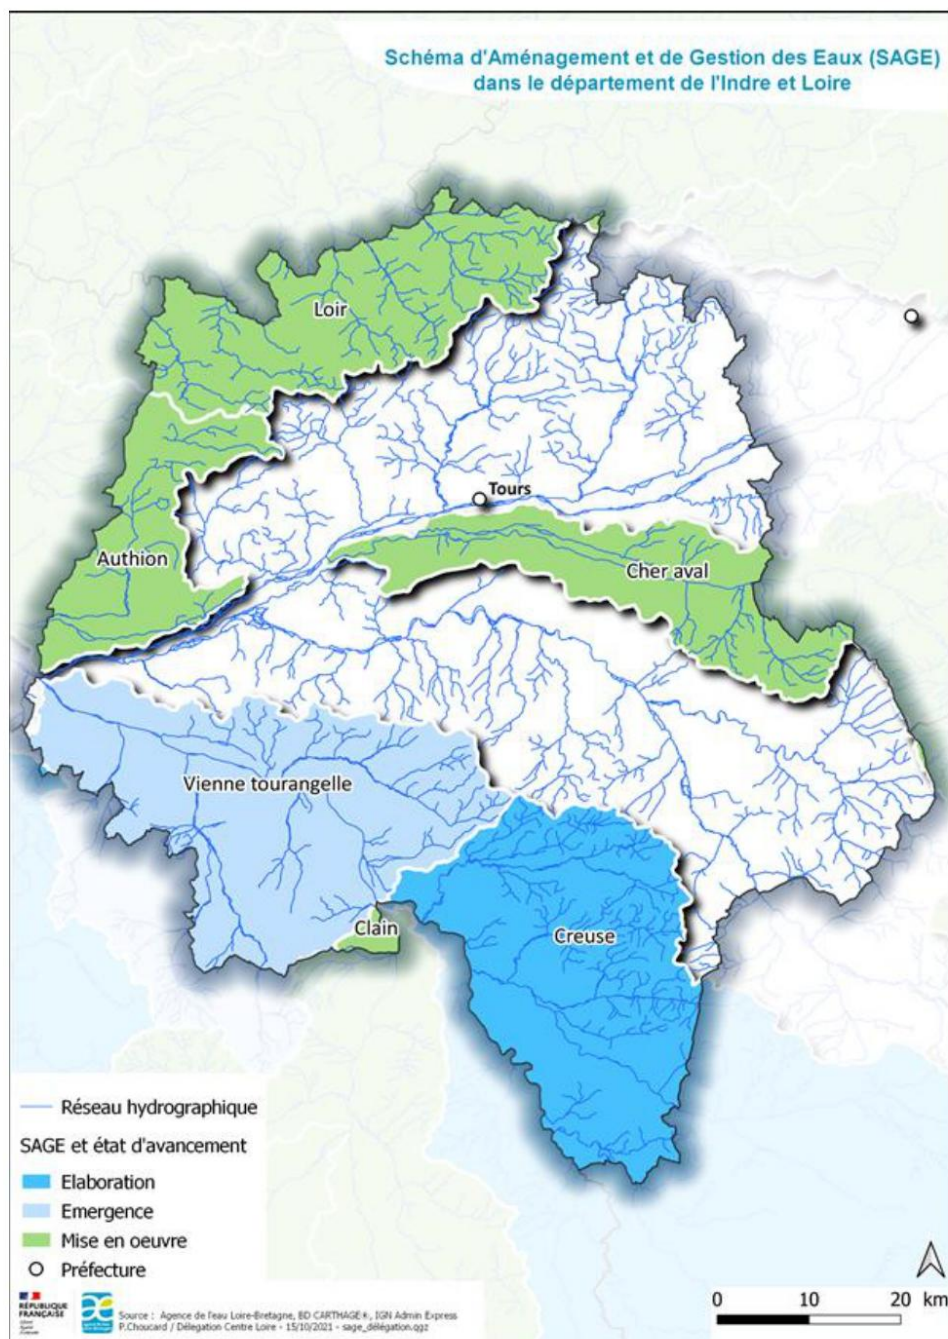 Schéma d'Aménagement et de Gestion des Eaux (SAGE)
dans le département de l'Indre et Loire
Loir
Tours
Authion
Cher aval
Vienne tourangelle
Clain
Creuse
Réseau hydrographique
SAGE et état d'avancement
Elaboration
Emergence
Mise en oeuvre
Préfecture
0 10 20 km
RÉPUBLIQUE
FRANÇAISE
Source : Agence de l'eau Loire-Bretagne, BD CARTHAGE®, IGN Admin Express
P.Choucard / Délégation Centre Loire - 15/10/2021 - sage_délégation.qgz